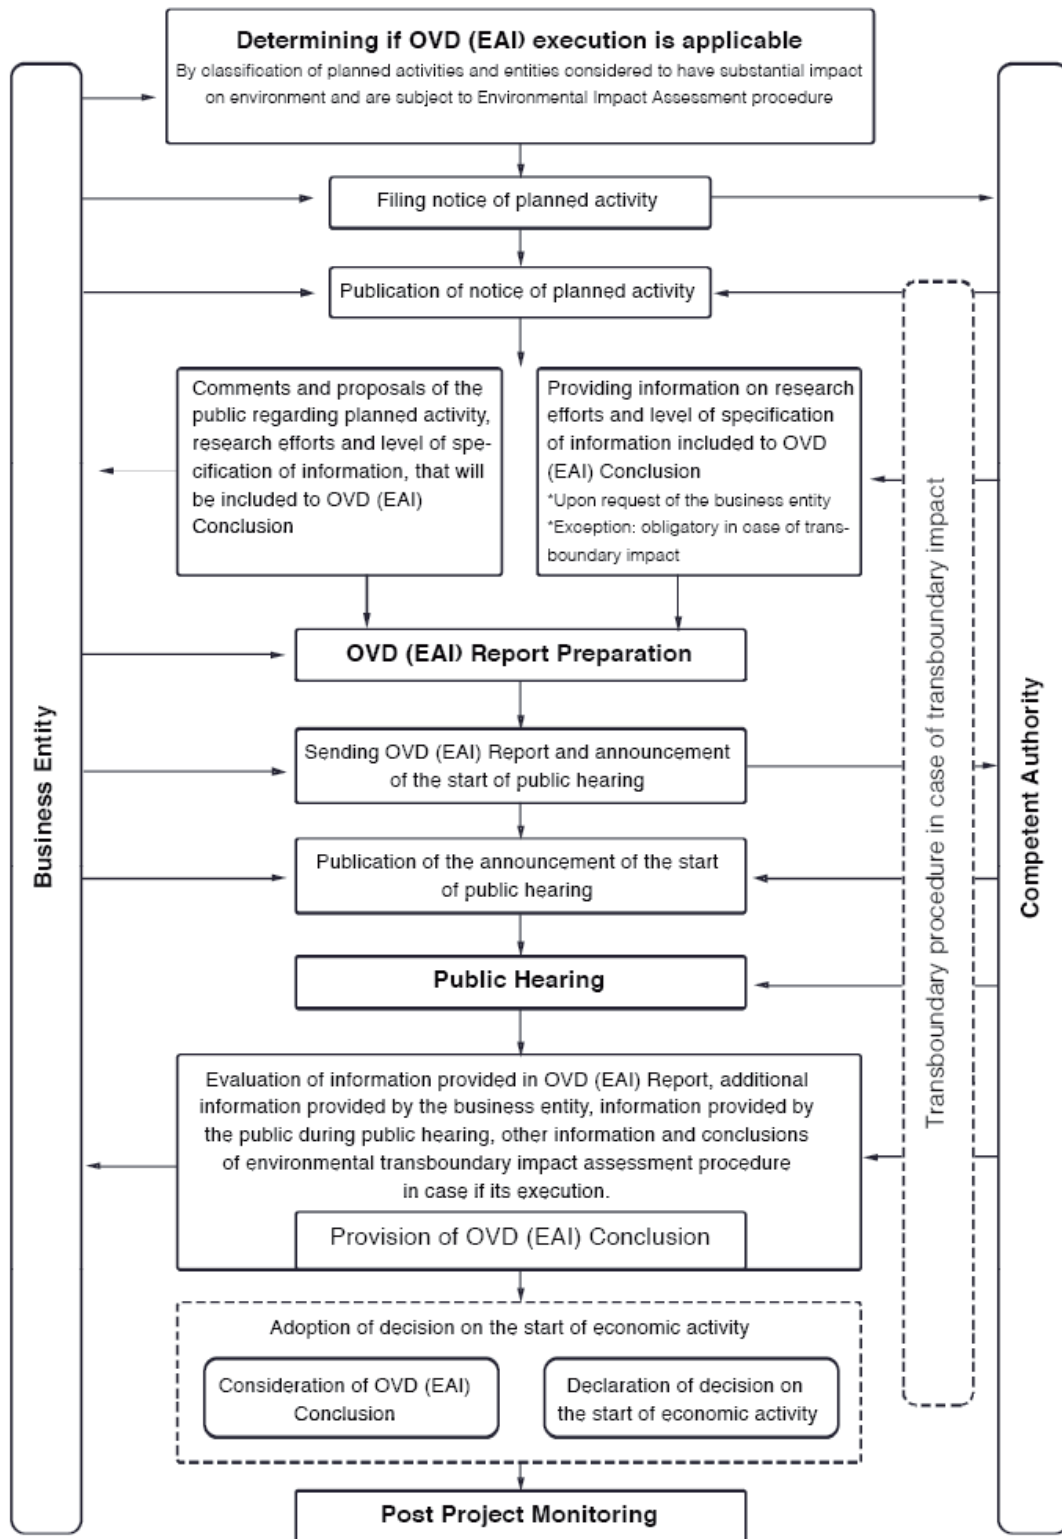 Determining if OVD (EAI) execution is applicable
By classification of planned activities and entities considered to have substantial impact
on environment and are subject to Environmental Impact Assessment procedure
Filing notice of planned activity
Publication of notice of planned activity
Comments and proposals of the
public regarding planned activity,
research efforts and level of spe-
cification of information, that will
be included to OVD (EAI)
Conclusion
Providing information on research
efforts and level of specification
of information included to OVD
(EAI) Conclusion
*Upon request of the business entity
*Exception: obligatory in case of trans-
boundary impact
OVD (EAI) Report Preparation
Sending OVD (EAI) Report and announcement
of the start of public hearing
Publication of the announcement of the start
of public hearing
Public Hearing
Evaluation of information provided in OVD (EAI) Report, additional
information provided by the business entity, information provided by
the public during public hearing, other information and conclusions
of environmental transboundary impact assessment procedure
in case if its execution.
Provision of OVD (EAI) Conclusion
Adoption of decision on the start of economic activity
Consideration of OVD (EAI)
Conclusion
Declaration of decision on
the start of economic activity
Post Project Monitoring
Business Entity
Transboundary procedure in case of transboundary impact
Competent Authority